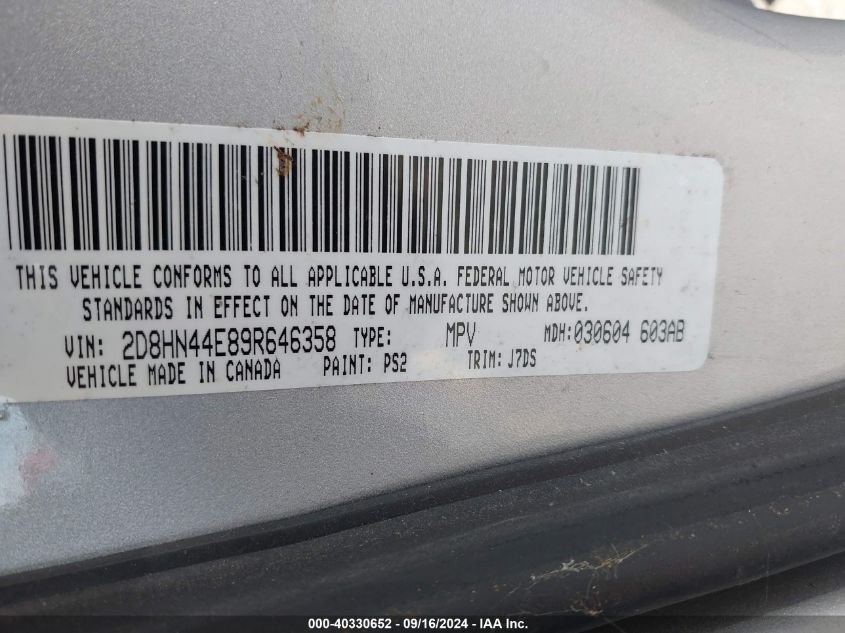 THIS VEHICLE CONFORMS TO ALL APPLICABLE U.S.A. FEDERAL MOTOR VEHICLE SAFETY
STANDARDS IN EFFECT ON THE DATE OF MANUFACTURE SHOWN ABOVE.
VIN: 2D8HN44E89R646358 TYPE: MPV MDH:030604 603AB
VEHICLE MADE IN CANADA PAINT: PS2 TRIM: J7DS
000-40330652 / 09/16/2024 - IAA Inc.